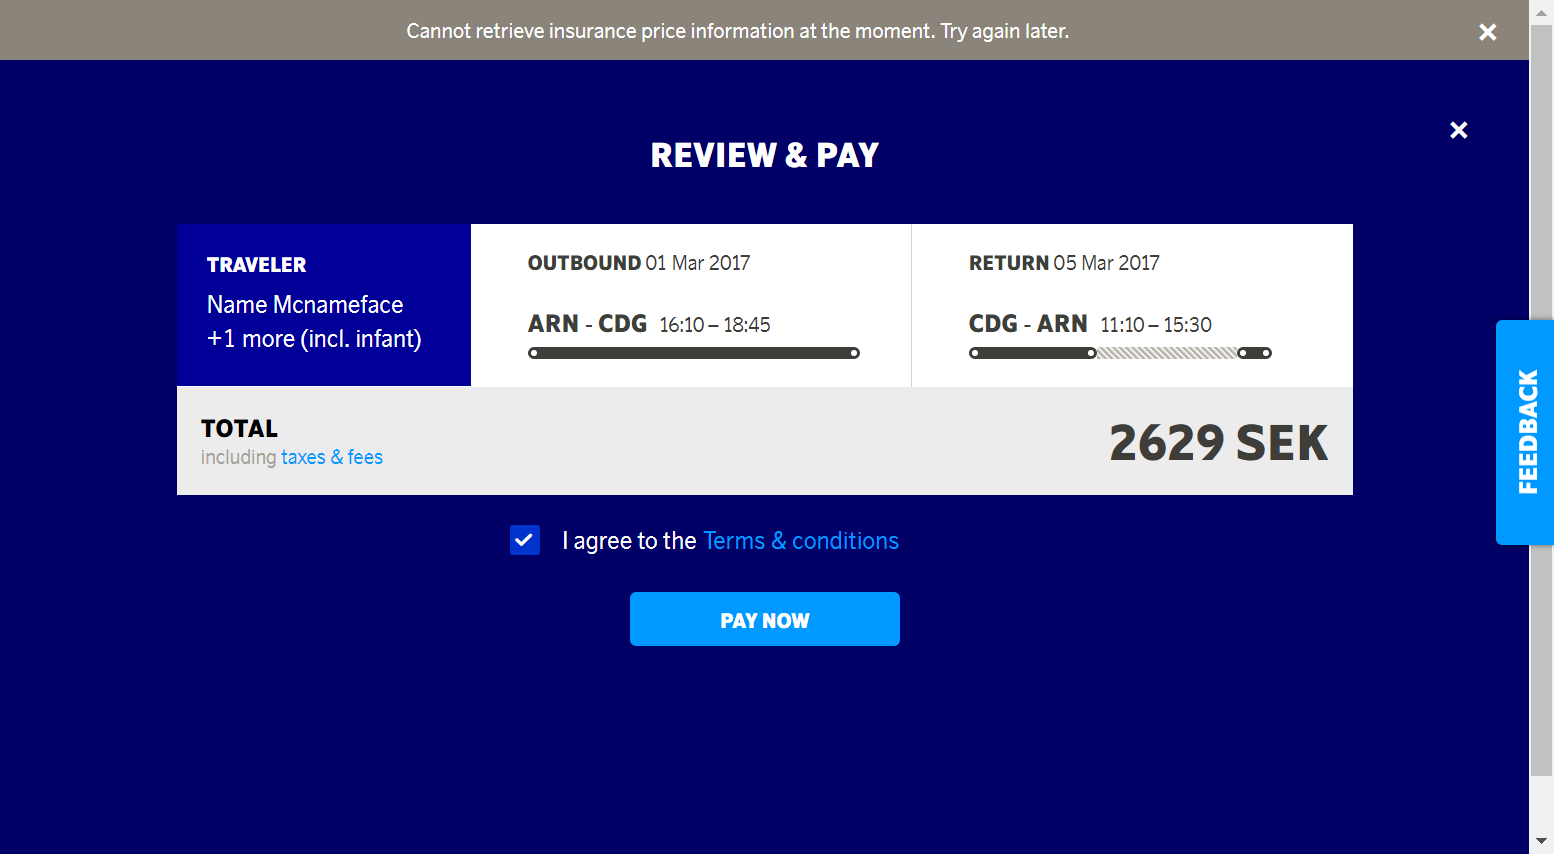 Cannot retrieve insurance price information at the moment. Try again later.
REVIEW & PAY
TRAVELER
Name Mcnameface
+1 more (incl. infant)
OUTBOUND 01 Mar 2017
ARN - CDG 16:10 – 18:45
RETURN 05 Mar 2017
CDG - ARN 11:10 – 15:30
TOTAL
including taxes & fees
2629 SEK
I agree to the Terms & conditions
PAY NOW
FEEDBACK